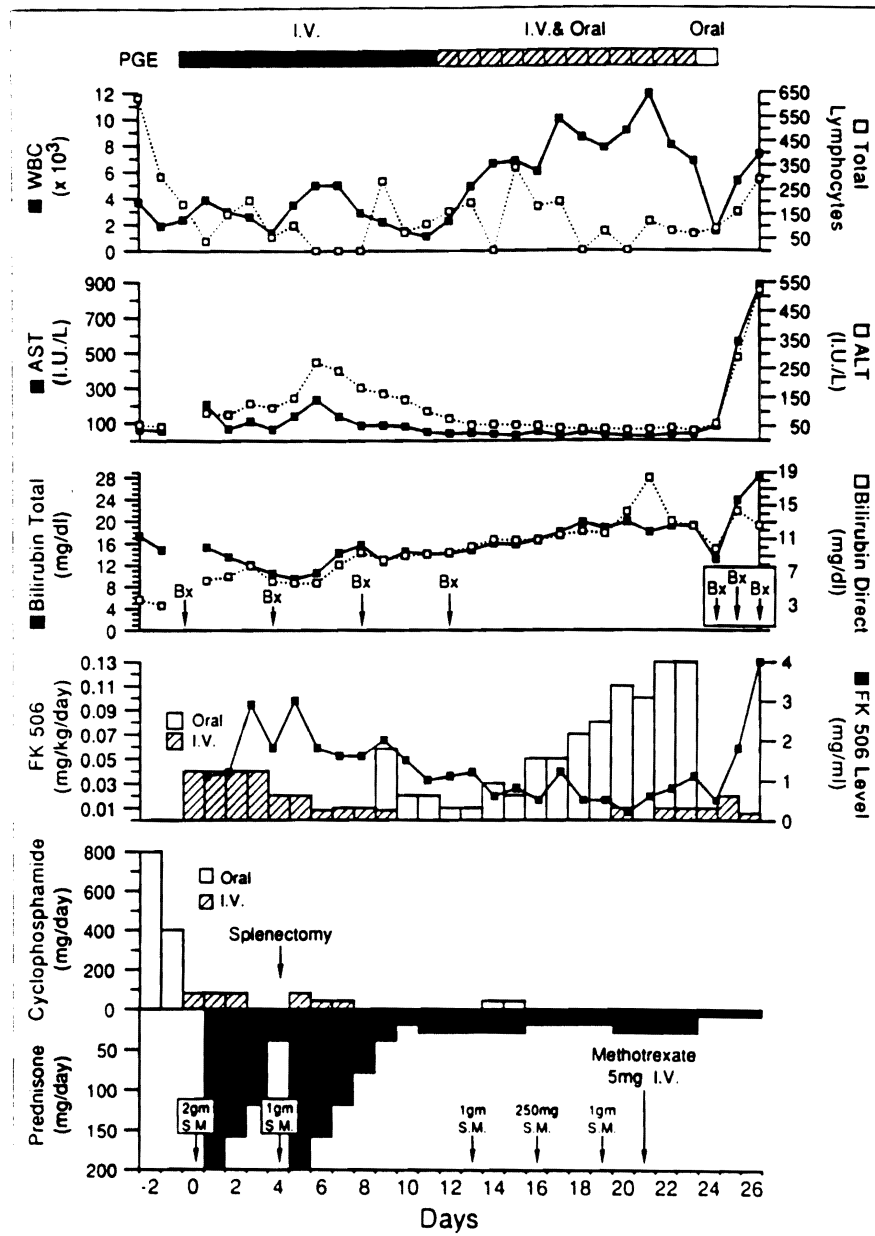 I.V. I.V.& Oral Oral
PGE
■ WBC
(x 10³)
12
10
8
6
4
2
0
650
550
450
350
250
150
50
□ Total
Lymphocytes
■ AST
(I.U./L)
900
700
500
300
100
550
450
350
250
150
50
□ ALT
(I.U./L)
■ Bilirubin Total
(mg/dl)
28
24
20
16
12
8
4
0
19
15
11
7
3
□ Bilirubin Direct
(mg/dl)
Bx Bx Bx Bx Bx Bx Bx
FK 506
(mg/kg/day)
0.13
0.11
0.09
0.07
0.05
0.03
0.01
Oral
I.V.
4
3
2
1
0
■ FK 506 Level
(mg/ml)
Cyclophosphamide
(mg/day)
800
600
400
200
0
Oral
I.V.
Splenectomy
Prednisone
(mg/day)
50
100
150
200
2gm
S.M.
1gm
S.M.
1gm
S.M.
250mg
S.M.
1gm
S.M.
Methotrexate
5mg I.V.
-2 0 2 4 6 8 10 12 14 16 18 20 22 24 26
Days